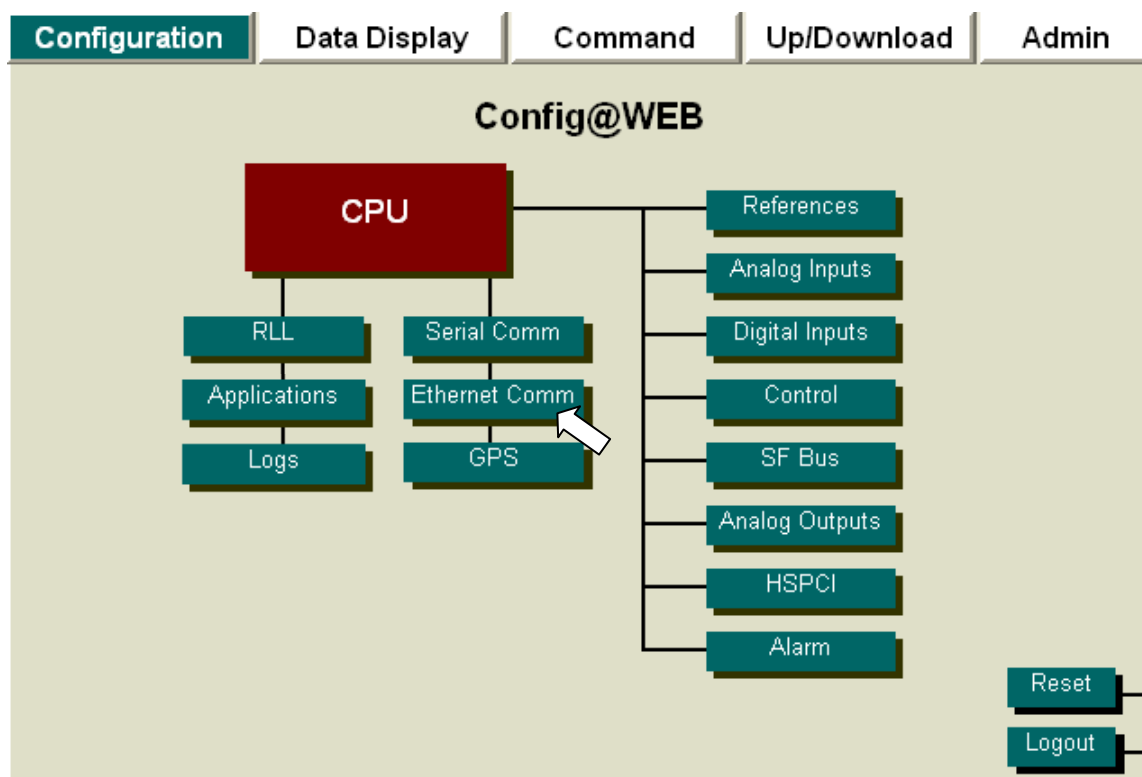 Configuration
Data Display
Command
Up/Download
Admin
Config@WEB
CPU
RLL
Applications
Logs
Serial Comm
Ethernet Comm
GPS
References
Analog Inputs
Digital Inputs
Control
SF Bus
Analog Outputs
HSPCI
Alarm
Reset
Logout